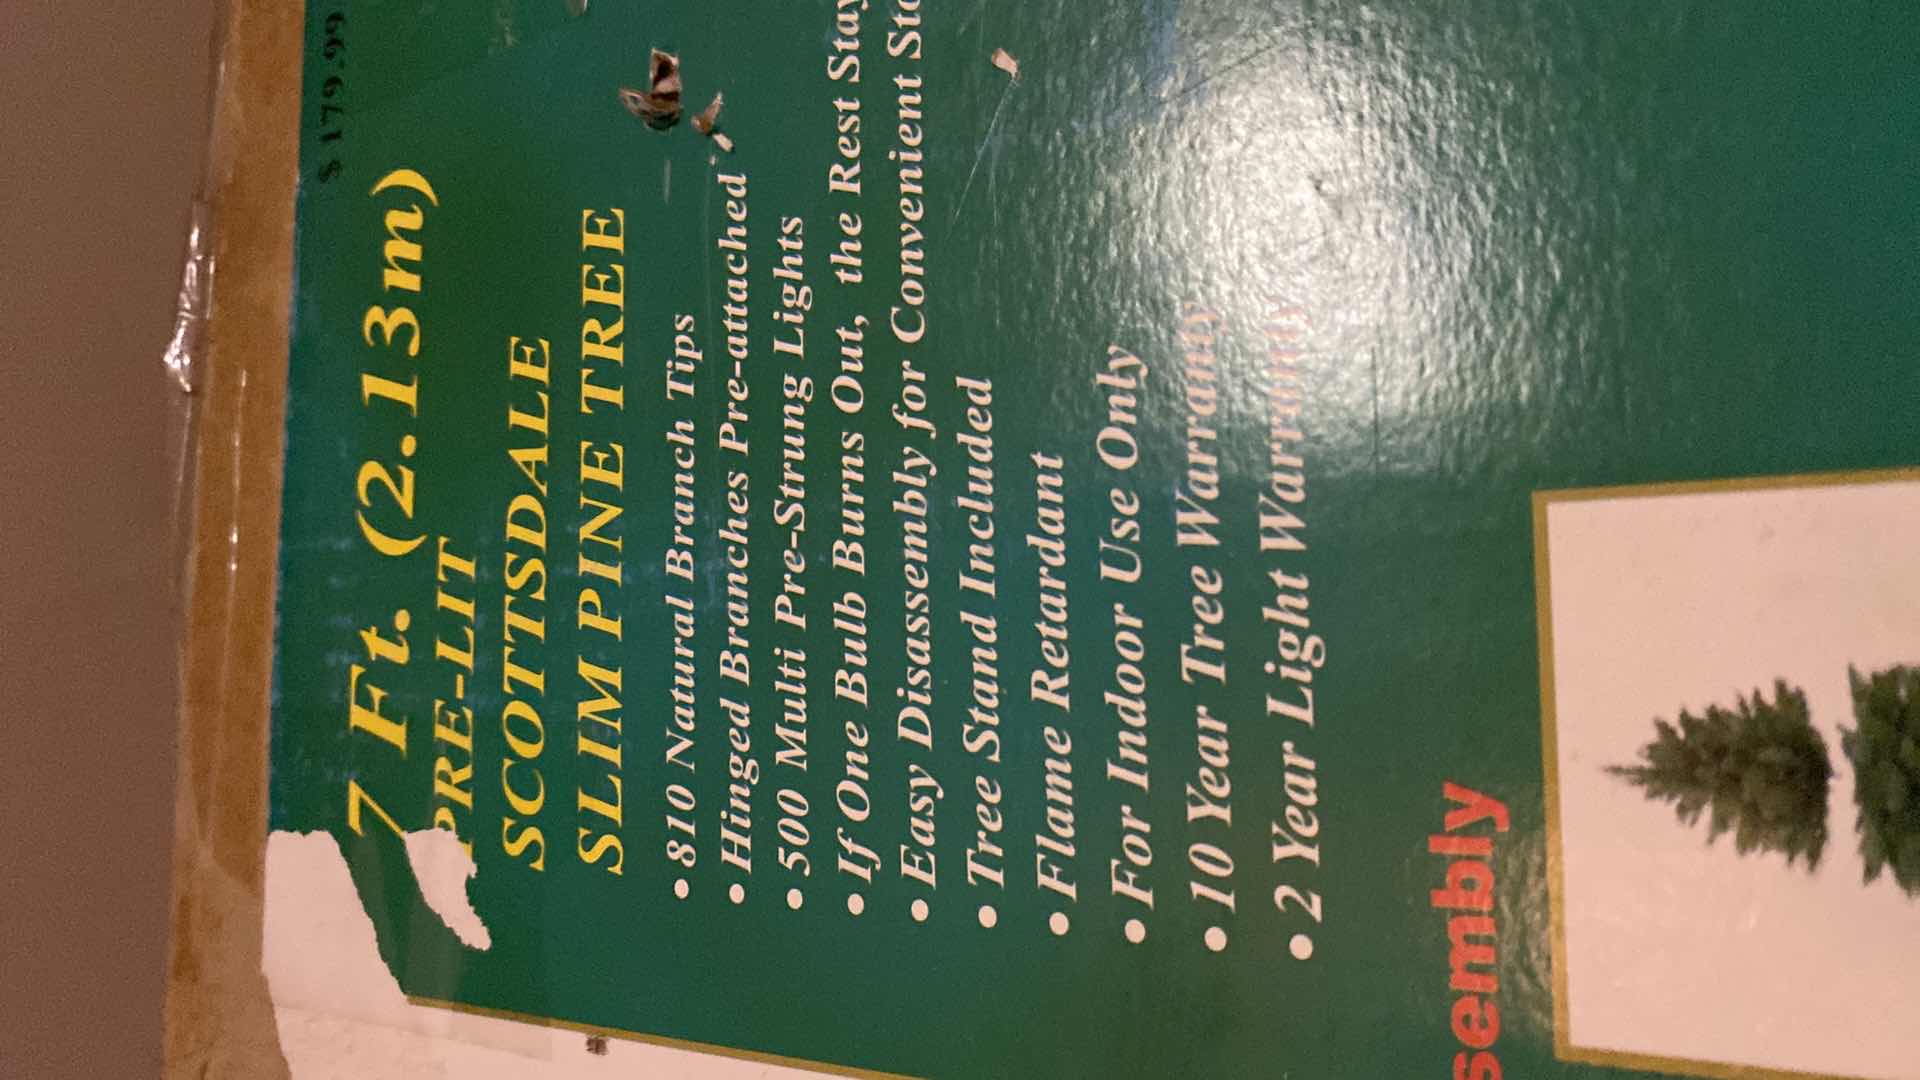 $179.99
7 Ft. (2.13m)
PRE-LIT
SCOTTSDALE
SLIM PINE TREE
• 810 Natural Branch Tips
• Hinged Branches Pre-attached
• 500 Multi Pre-Strung Lights
• If One Bulb Burns Out, the Rest Stay
• Easy Disassembly for Convenient Sto
• Tree Stand Included
• Flame Retardant
• For Indoor Use Only
• 10 Year Tree Warranty
• 2 Year Light Warranty
sembly